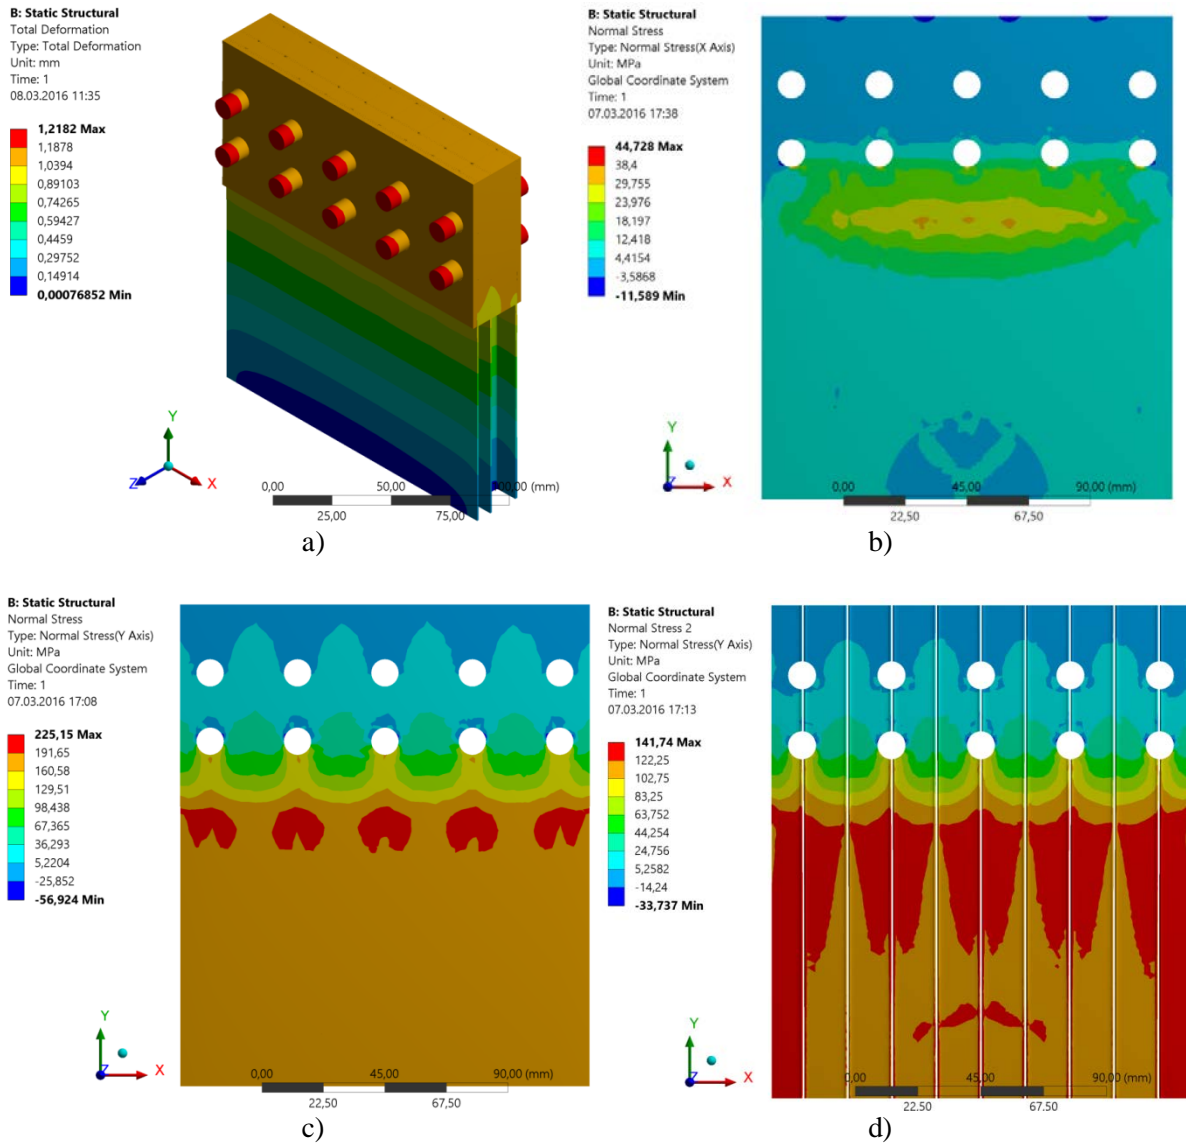 B: Static Structural
Total Deformation
Type: Total Deformation
Unit: mm
Time: 1
08.03.2016 11:35
1,2182 Max
1,1878
1,0394
0,89103
0,74265
0,59427
0,4459
0,29752
0,14914
0,00076852 Min
Y
Z
X
0,00
50,00
100,00 (mm)
25,00
75,00
a)
B: Static Structural
Normal Stress
Type: Normal Stress(X Axis)
Unit: MPa
Global Coordinate System
Time: 1
07.03.2016 17:38
44,728 Max
38,4
29,755
23,976
18,197
12,418
4,4154
-3,5868
-11,589 Min
Y
Z
X
0,00
45,00
90,00 (mm)
22,50
67,50
b)
B: Static Structural
Normal Stress
Type: Normal Stress(Y Axis)
Unit: MPa
Global Coordinate System
Time: 1
07.03.2016 17:08
225,15 Max
191,65
160,58
129,51
98,438
67,365
36,293
5,2204
-25,852
-56,924 Min
Y
Z
X
0,00
45,00
90,00 (mm)
22,50
67,50
c)
B: Static Structural
Normal Stress 2
Type: Normal Stress(Y Axis)
Unit: MPa
Global Coordinate System
Time: 1
07.03.2016 17:13
141,74 Max
122,25
102,75
83,25
63,752
44,254
24,756
5,2582
-14,24
-33,737 Min
Y
Z
X
0,00
45,00
90,00 (mm)
22,50
67,50
d)